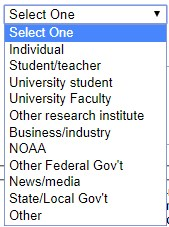 Select One
Select One
Individual
Student/teacher
University student
University Faculty
Other research institute
Business/industry
NOAA
Other Federal Gov't
News/media
State/Local Gov't
Other